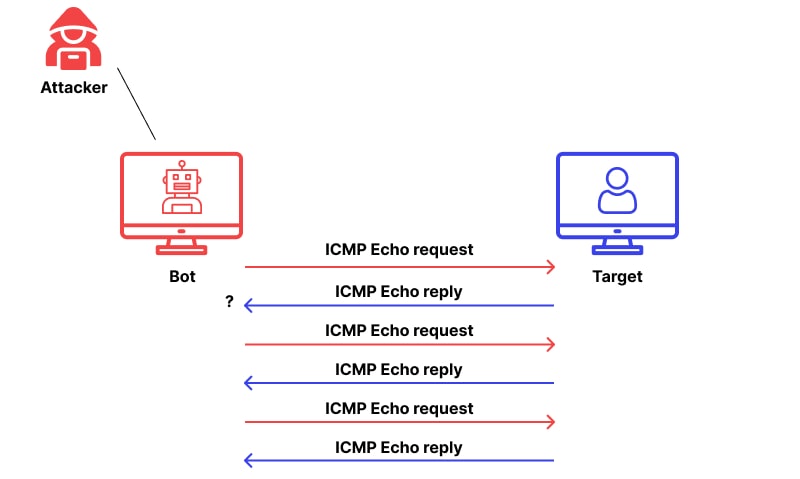 Attacker
ICMP Echo request
Bot
Target
ICMP Echo reply
?
ICMP Echo request
ICMP Echo reply
ICMP Echo request
ICMP Echo reply